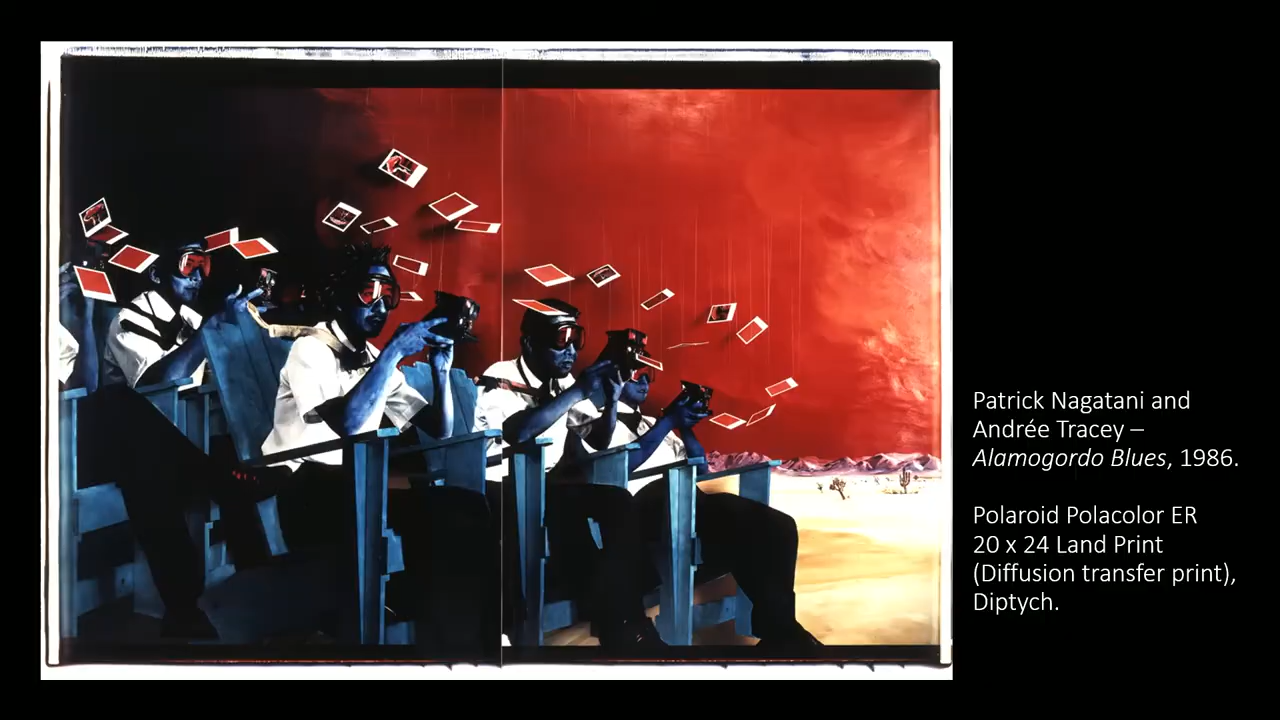 Patrick Nagatani and
Andrée Tracey –
Alamogordo Blues, 1986.
Polaroid Polacolor ER
20 x 24 Land Print
(Diffusion transfer print),
Diptych.